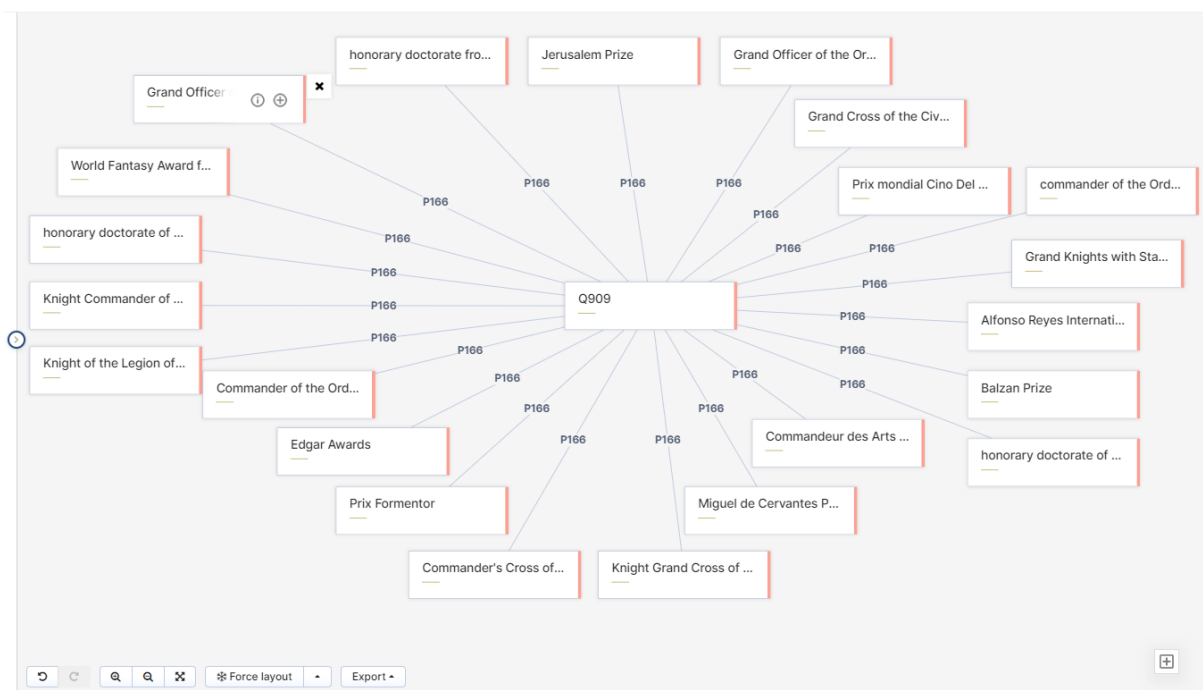 honorary doctorate fro...
Jerusalem Prize
Grand Officer of the Or...
Grand Officer
Grand Cross of the Civ...
World Fantasy Award f...
Prix mondial Cino Del ...
commander of the Ord...
P166
P166
P166
P166
P166
honorary doctorate of ...
P166
P166
P166
Grand Knights with Sta...
P166
P166
Knight Commander of ...
Q909
P166
P166
Alfonso Reyes Internati...
Knight of the Legion of...
P166
P166
P166
Commander of the Ord...
P166
P166
P166
Balzan Prize
P166
P166
P166
Edgar Awards
P166
P166
Commandeur des Arts ...
honorary doctorate of ...
Prix Formentor
Miguel de Cervantes P...
Commander's Cross of...
Knight Grand Cross of ...
Force layout
Export